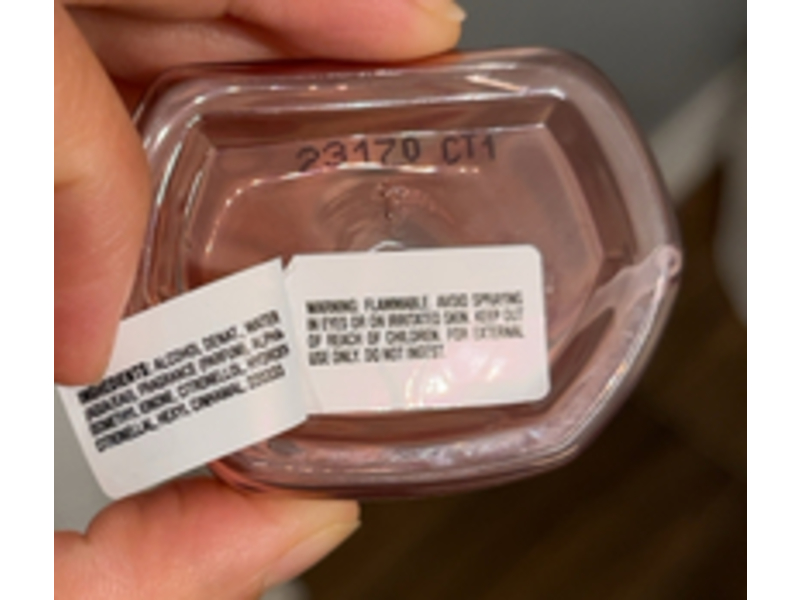 23170 CT1
WARNING: FLAMMABLE. AVOID SPRAYING
IN EYES OR ON IRRITATED SKIN. KEEP OUT
OF REACH OF CHILDREN. FOR EXTERNAL
USE ONLY. DO NOT INGEST.
INGREDIENTS: ALCOHOL DENAT., WATER
(AQUA/EAU), FRAGRANCE (PARFUM), ALPHA-
ISOMETHYL IONONE, CITRONELLOL, HYDROXY
CITRONELLAL, HEXYL CINNAMAL